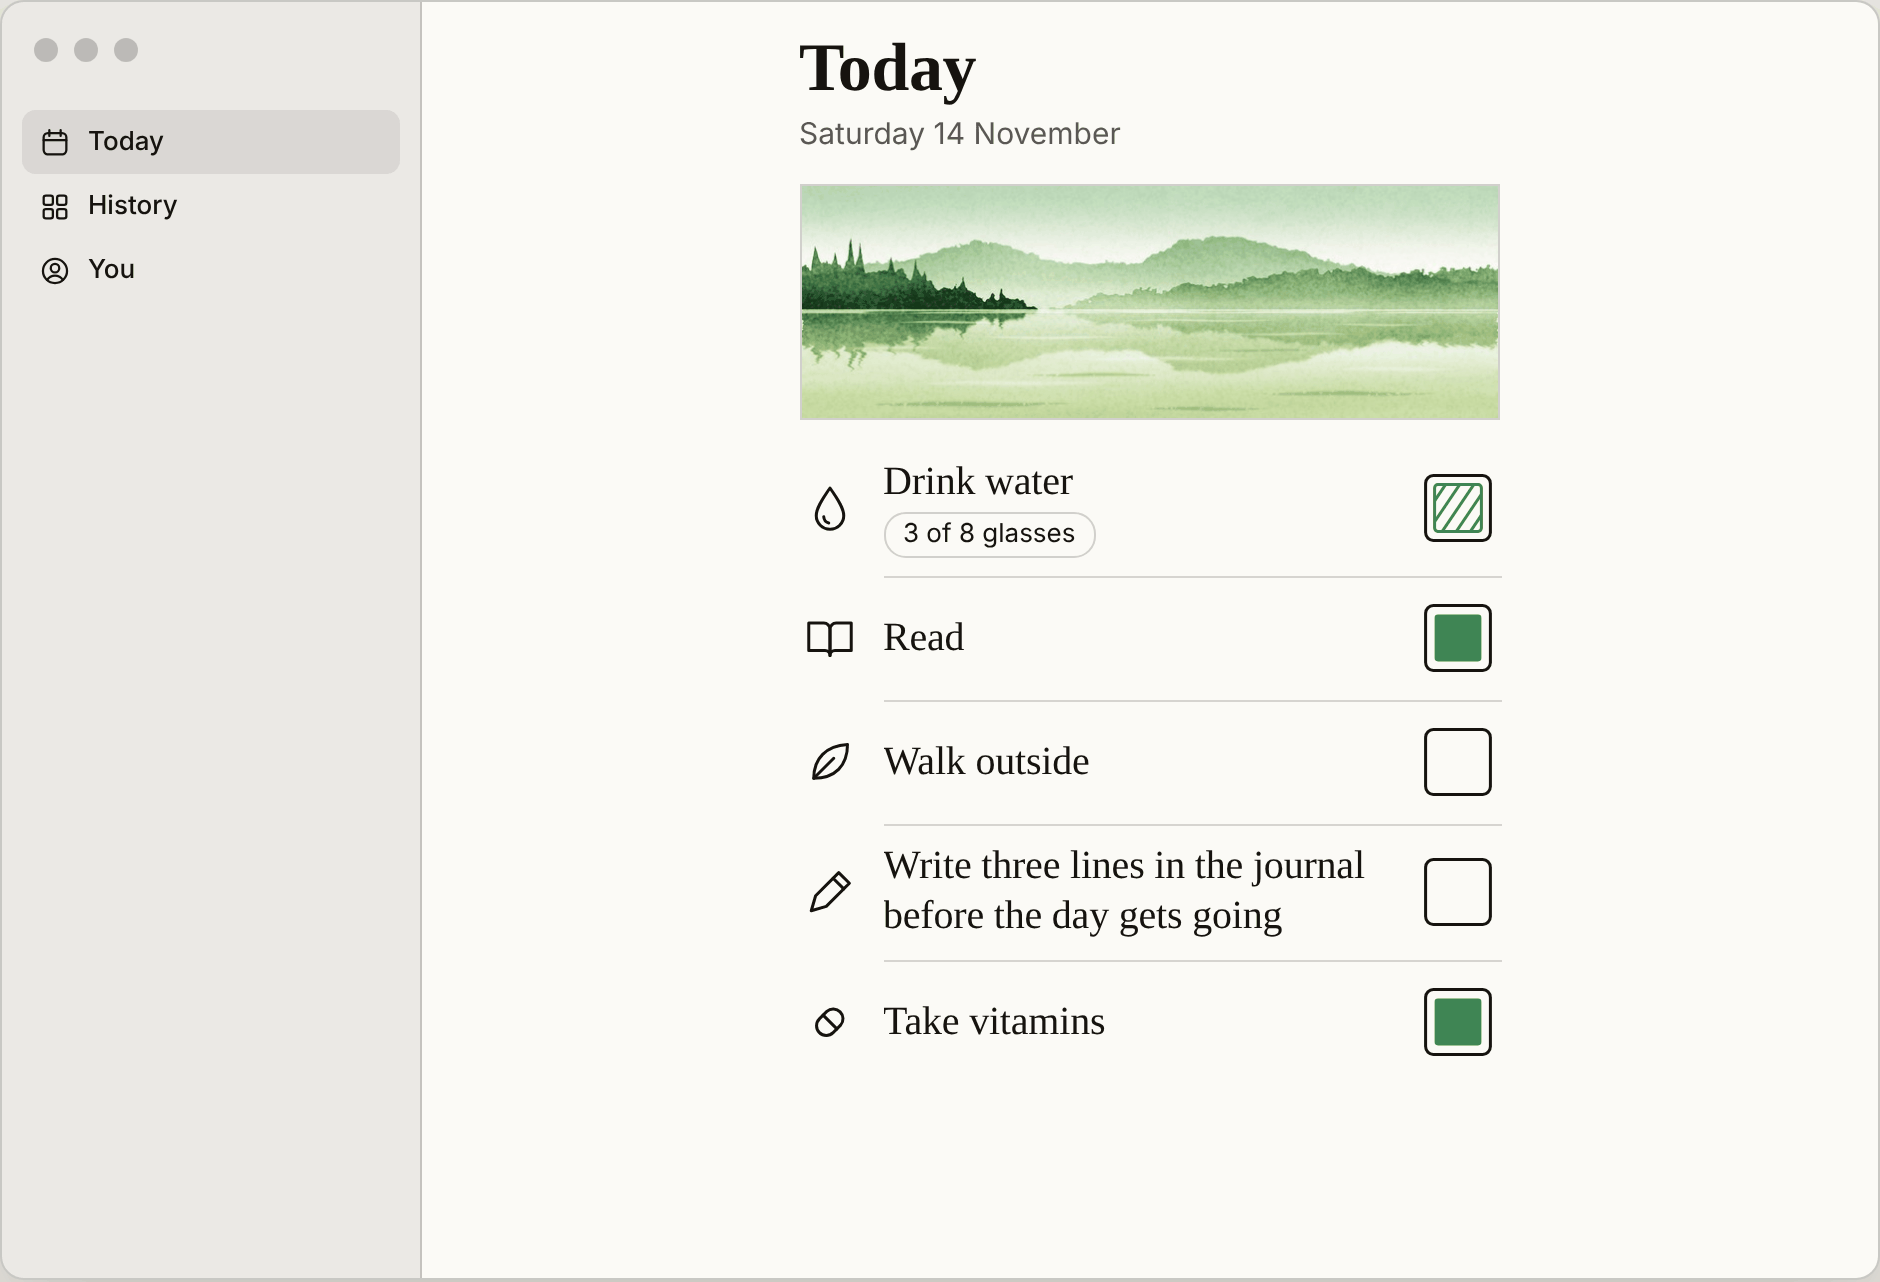 Today
History
You
Today
Saturday 14 November
Drink water
3 of 8 glasses
Read
Walk outside
Write three lines in the journal
before the day gets going
Take vitamins